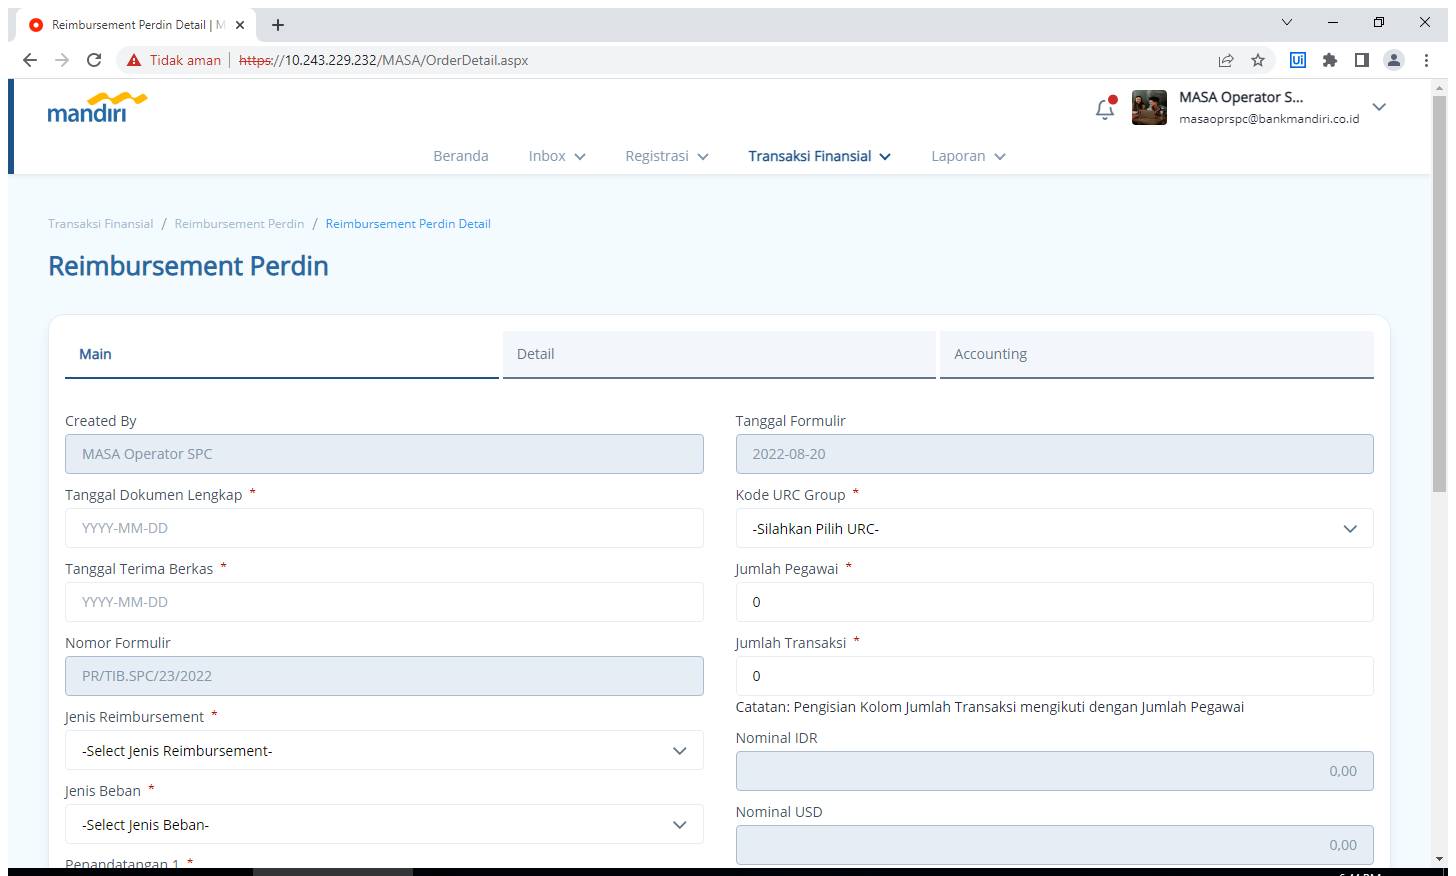 Reimbursement Perdin Detail | M
Tidak aman
https://10.243.229.232/MASA/OrderDetail.aspx
Ui
mandiri
MASA Operator S...
masaoprspc@bankmandiri.co.id
Beranda
Inbox
Registrasi
Transaksi Finansial
Laporan
Transaksi Finansial / Reimbursement Perdin / Reimbursement Perdin Detail
Reimbursement Perdin
Main
Detail
Accounting
Created By
MASA Operator SPC
Tanggal Formulir
2022-08-20
Tanggal Dokumen Lengkap *
YYYY-MM-DD
Kode URC Group *
-Silahkan Pilih URC-
Tanggal Terima Berkas *
YYYY-MM-DD
Jumlah Pegawai *
0
Nomor Formulir
PR/TIB.SPC/23/2022
Jumlah Transaksi *
0
Catatan: Pengisian Kolom Jumlah Transaksi mengikuti dengan Jumlah Pegawai
Jenis Reimbursement *
-Select Jenis Reimbursement-
Nominal IDR
0,00
Jenis Beban *
-Select Jenis Beban-
Nominal USD
0,00
Penandatangan 1 *